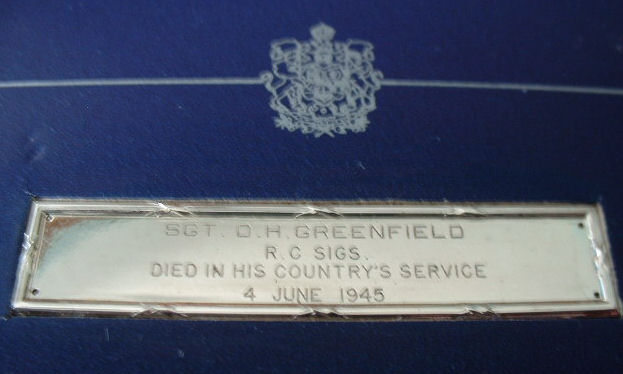 SGT. D.H. GREENFIELD
R.C SIGS.
DIED IN HIS COUNTRY'S SERVICE
4 JUNE 1945